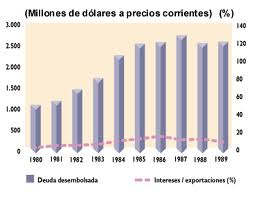 (Millones de dólares a precios corrientes) (%)
3.000 140
2.500 120
2.000 100
1.500 80
1.000 60
500 40
0 20
0
1980 1981 1982 1983 1984 1985 1986 1987 1988 1989
Deuda desembolsada Intereses / exportaciones (%)